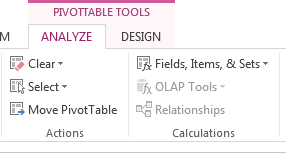 PIVOTTABLE TOOLS
M ANALYZE DESIGN
Clear Fields, Items, & Sets
Select OLAP Tools
Move PivotTable Relationships
Actions Calculations